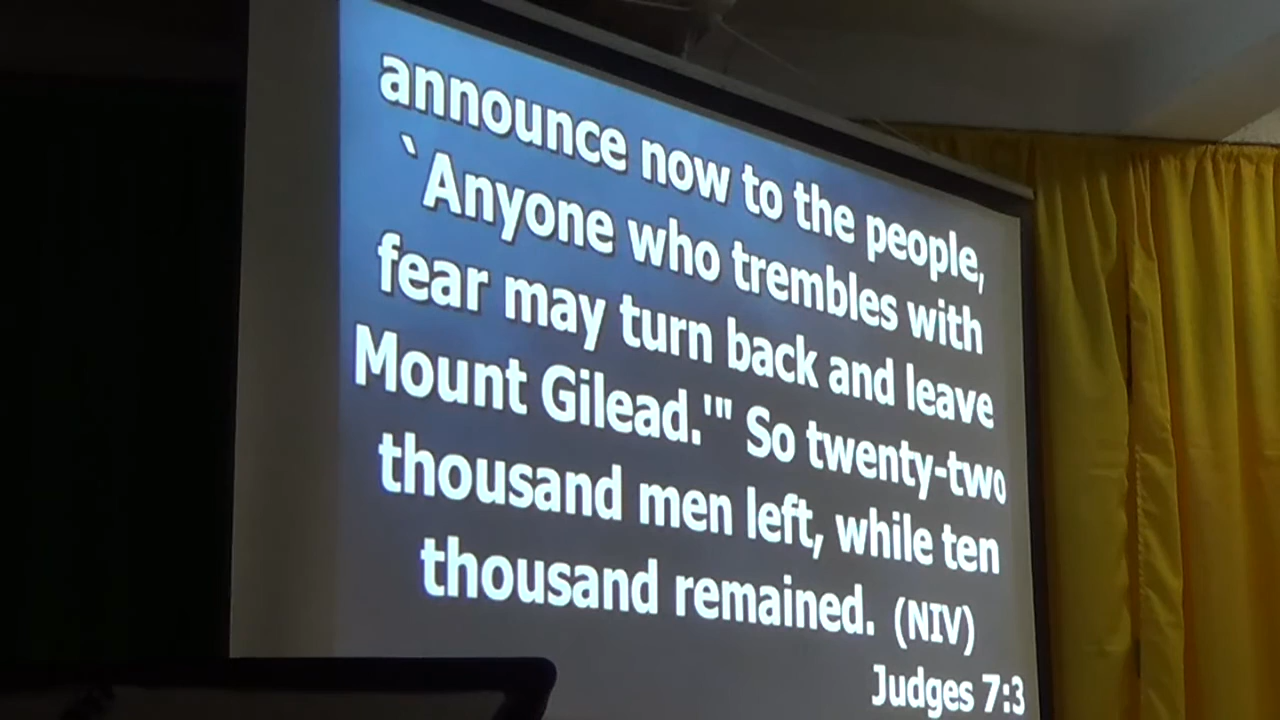 announce now to the people,
`Anyone who trembles with
fear may turn back and leave
Mount Gilead.'" So twenty-two
thousand men left, while ten
thousand remained. (NIV)
Judges 7:3